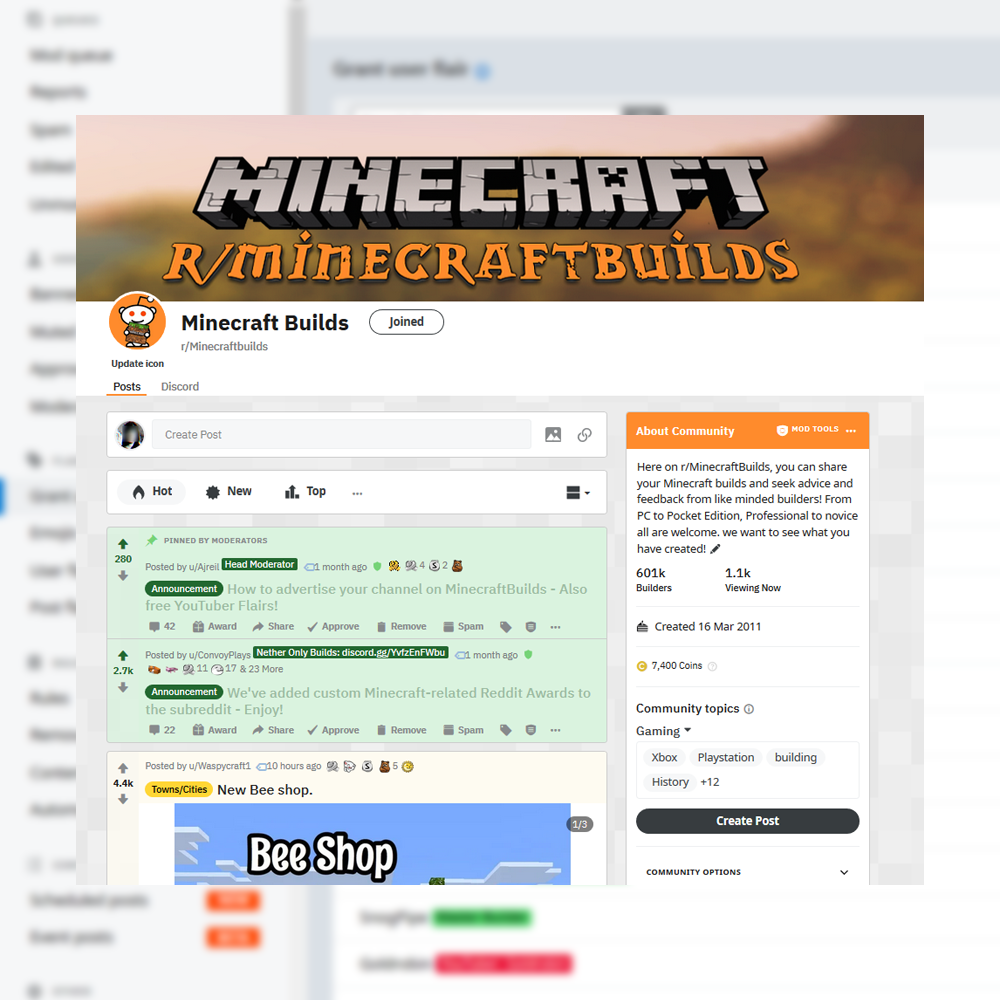 Mod queue
Reports
Spam
Edited
Grant user flair
MINECRAFT
R/MINECRAFTBUILDS
Minecraft Builds
Joined
r/Minecraftbuilds
Update icon
Posts Discord
Create Post
Hot New Top ...
PINNED BY MODERATORS
280
Posted by u/Ajreil Head Moderator 1 month ago 4 2
Announcement How to advertise your channel on MinecraftBuilds - Also
free YouTuber Flairs!
42 Award Share Approve Remove Spam ...
Posted by u/ConvoyPlays Nether Only Builds: discord.gg/YvfzEnFWbu 1 month ago
2.7k
11 17 & 23 More
Announcement We've added custom Minecraft-related Reddit Awards to
the subreddit - Enjoy!
22 Award Share Approve Remove Spam ...
Posted by u/Waspycraft1 10 hours ago 5
4.4k
Towns/Cities New Bee shop.
1/3
Bee Shop
About Community MOD TOOLS ...
Here on r/MinecraftBuilds, you can share
your Minecraft builds and seek advice and
feedback from like minded builders! From
PC to Pocket Edition, Professional to novice
all are welcome. we want to see what you
have created!
601k 1.1k
Builders Viewing Now
Created 16 Mar 2011
C 7,400 Coins
Community topics
Gaming
Xbox Playstation building
History +12
Create Post
COMMUNITY OPTIONS
Scheduled posts
Event posts